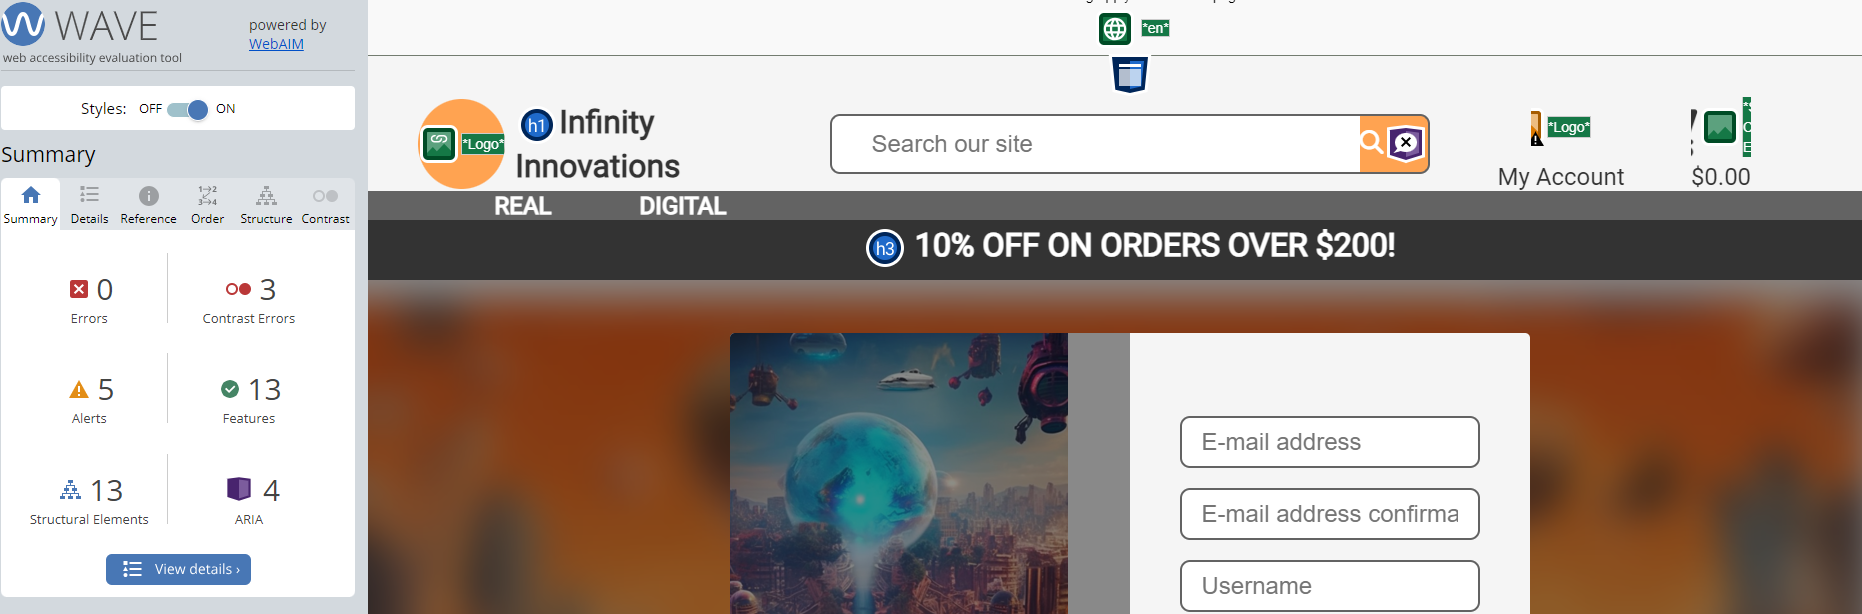 WAVE
powered by
WebAIM
web accessibility evaluation tool
Styles: OFF ON
Summary
Summary Details Reference Order Structure Contrast
0 3
Errors Contrast Errors
5 13
Alerts Features
13 4
Structural Elements ARIA
View details ›
*en*
*Logo*
h1 Infinity
Innovations
Search our site
*Logo*
My Account
$0.00
REAL DIGITAL
h3 10% OFF ON ORDERS OVER $200!
E-mail address
E-mail address confirma
Username